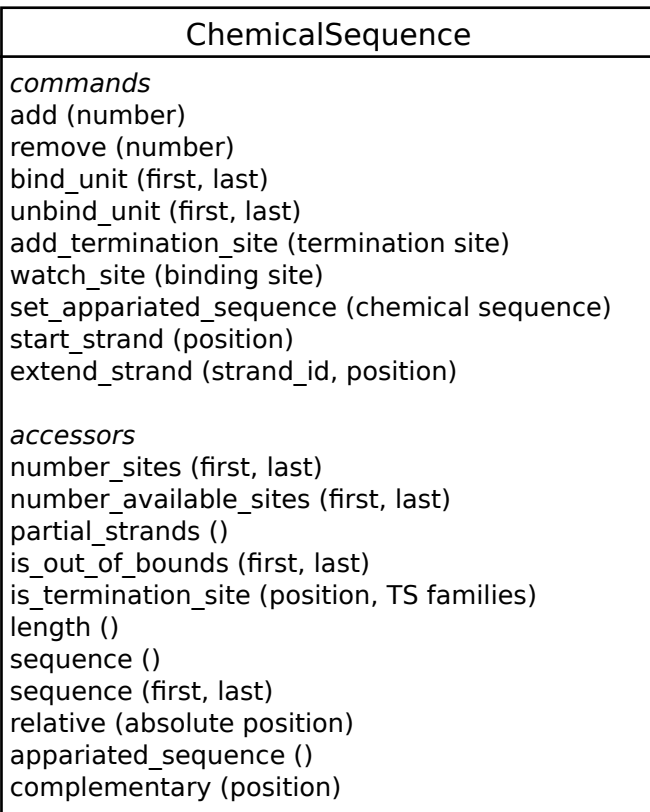 ChemicalSequence
commands
add (number)
remove (number)
bind_unit (first, last)
unbind_unit (first, last)
add_termination_site (termination site)
watch_site (binding site)
set_appariated_sequence (chemical sequence)
start_strand (position)
extend_strand (strand_id, position)
accessors
number_sites (first, last)
number_available_sites (first, last)
partial_strands ()
is_out_of_bounds (first, last)
is_termination_site (position, TS families)
length ()
sequence ()
sequence (first, last)
relative (absolute position)
appariated_sequence ()
complementary (position)